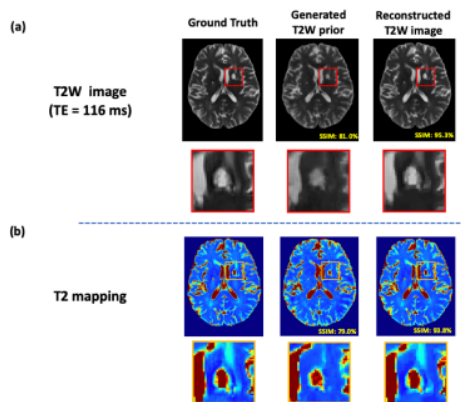 (a)
Ground Truth
Generated
T2W prior
Reconstructed
T2W image
T2W image
(TE = 116 ms)
SSIM: 81.0%
SSIM: 95.3%
(b)
T2 mapping
SSIM: 79.0%
SSIM: 93.8%